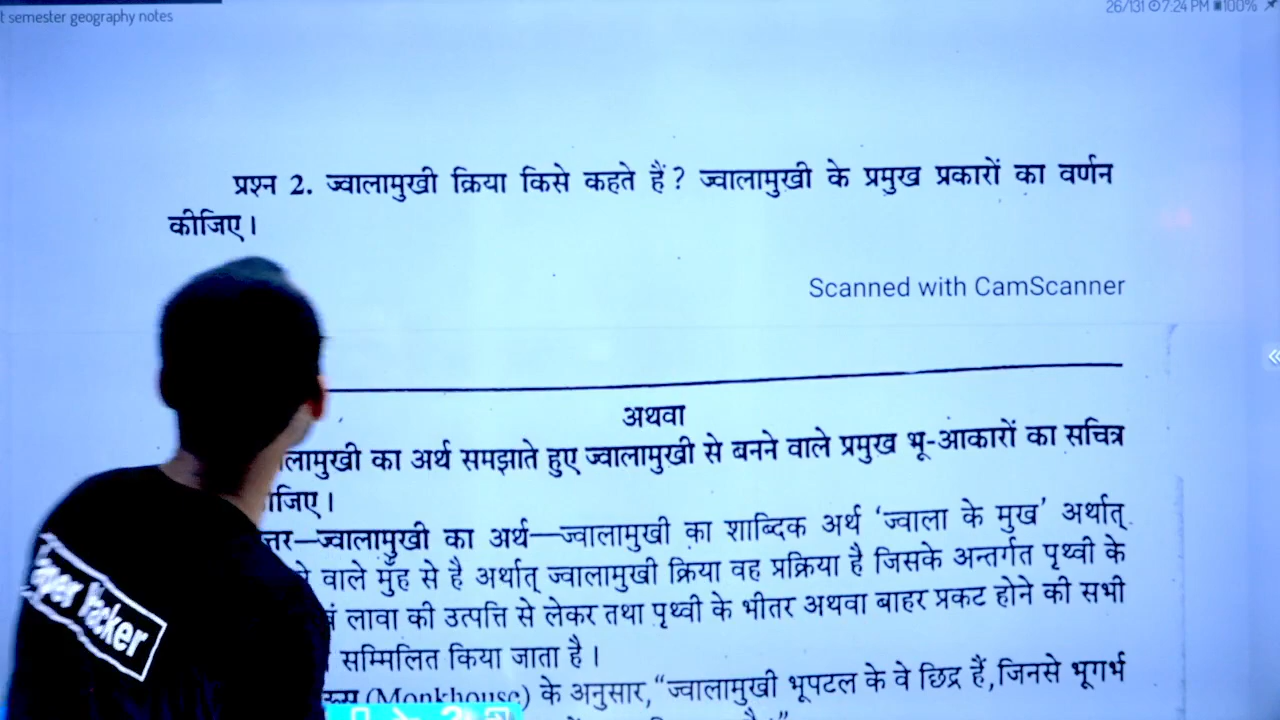 t semester geography notes
26/131 7:24 PM 100%
प्रश्न 2. ज्वालामुखी क्रिया किसे कहते हैं? ज्वालामुखी के प्रमुख प्रकारों का वर्णन
कीजिए।
Scanned with CamScanner
अथवा
लामुखी का अर्थ समझाते हुए ज्वालामुखी से बनने वाले प्रमुख भू-आकारों का सचित्र
जिए।
तर—ज्वालामुखी का अर्थ—ज्वालामुखी का शाब्दिक अर्थ ‘ज्वाला के मुख’ अर्थात्
वाले मुँह से है अर्थात् ज्वालामुखी क्रिया वह प्रक्रिया है जिसके अन्तर्गत पृथ्वी के
लावा की उत्पत्ति से लेकर तथा पृथ्वी के भीतर अथवा बाहर प्रकट होने की सभी
सम्मिलित किया जाता है।
(Monkhouse) के अनुसार, “ज्वालामुखी भूपटल के वे छिद्र हैं, जिनसे भूगर्भ